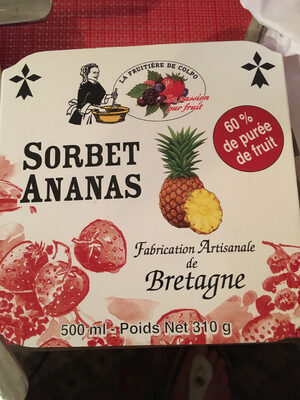 LA FRUITIÈRE DE COLPO
La passion
pur fruit
60 %
de purée
de fruit
SORBET
ANANAS
Fabrication Artisanale
de
Bretagne
500 ml - Poids Net 310 g